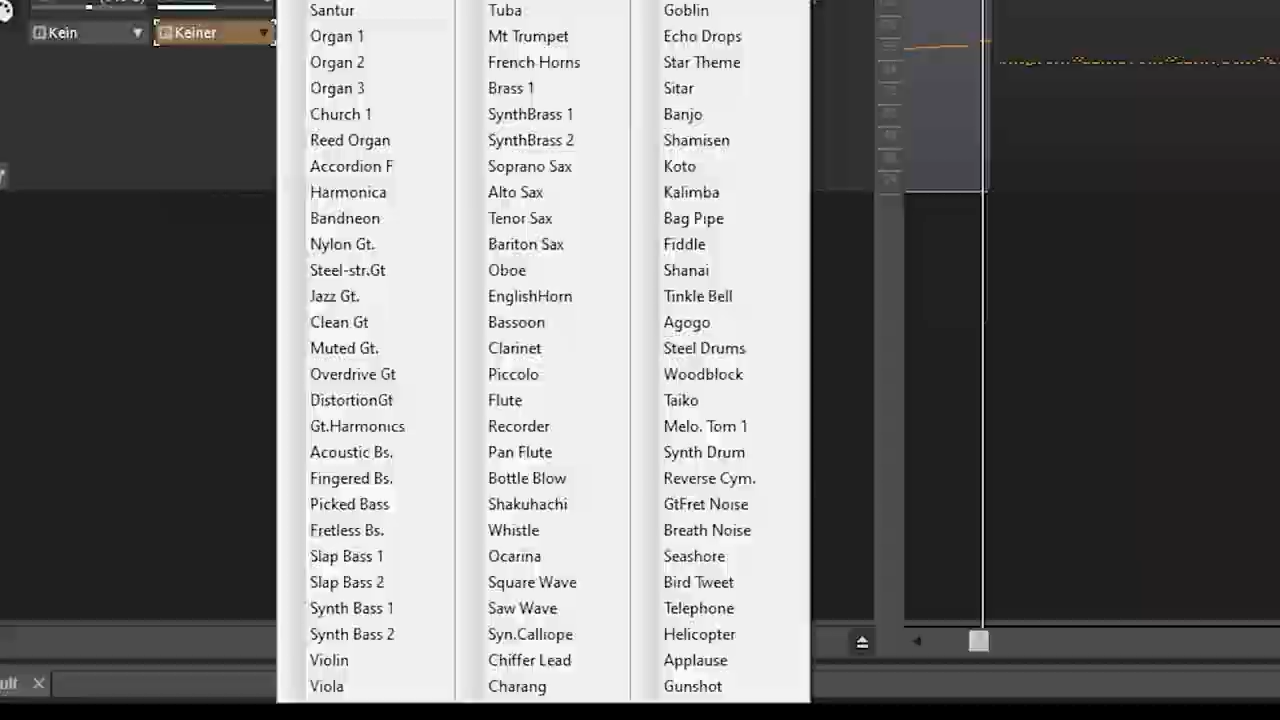 Kein
Keiner
Santur
Organ 1
Organ 2
Organ 3
Church 1
Reed Organ
Accordion F
Harmonica
Bandneon
Nylon Gt.
Steel-str.Gt
Jazz Gt.
Clean Gt
Muted Gt.
Overdrive Gt
DistortionGt
Gt.Harmonics
Acoustic Bs.
Fingered Bs.
Picked Bass
Fretless Bs.
Slap Bass 1
Slap Bass 2
Synth Bass 1
Synth Bass 2
Violin
Viola
Tuba
Mt Trumpet
French Horns
Brass 1
SynthBrass 1
SynthBrass 2
Soprano Sax
Alto Sax
Tenor Sax
Bariton Sax
Oboe
EnglishHorn
Bassoon
Clarinet
Piccolo
Flute
Recorder
Pan Flute
Bottle Blow
Shakuhachi
Whistle
Ocarina
Square Wave
Saw Wave
Syn.Calliope
Chiffer Lead
Charang
Goblin
Echo Drops
Star Theme
Sitar
Banjo
Shamisen
Koto
Kalimba
Bag Pipe
Fiddle
Shanai
Tinkle Bell
Agogo
Steel Drums
Woodblock
Taiko
Melo. Tom 1
Synth Drum
Reverse Cym.
GtFret Noise
Breath Noise
Seashore
Bird Tweet
Telephone
Helicopter
Applause
Gunshot
ult